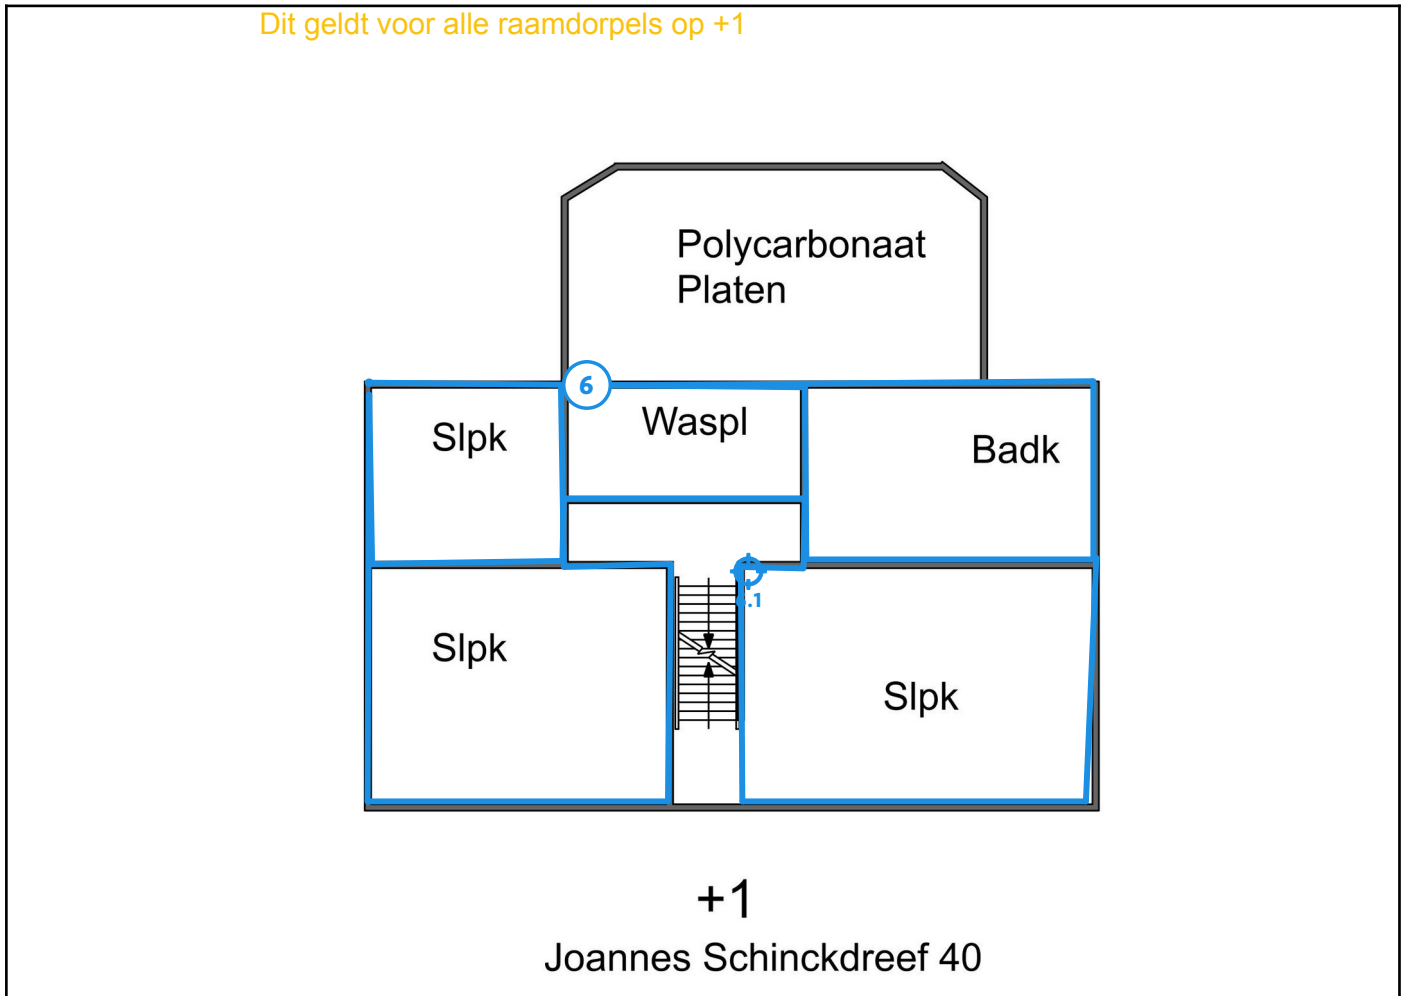 Dit geldt voor alle raamdorpels op +1
Polycarbonaat
Platen
6
Waspl
Slpk
Badk
.1
Slpk
Slpk
+1
Joannes Schinckdreef 40